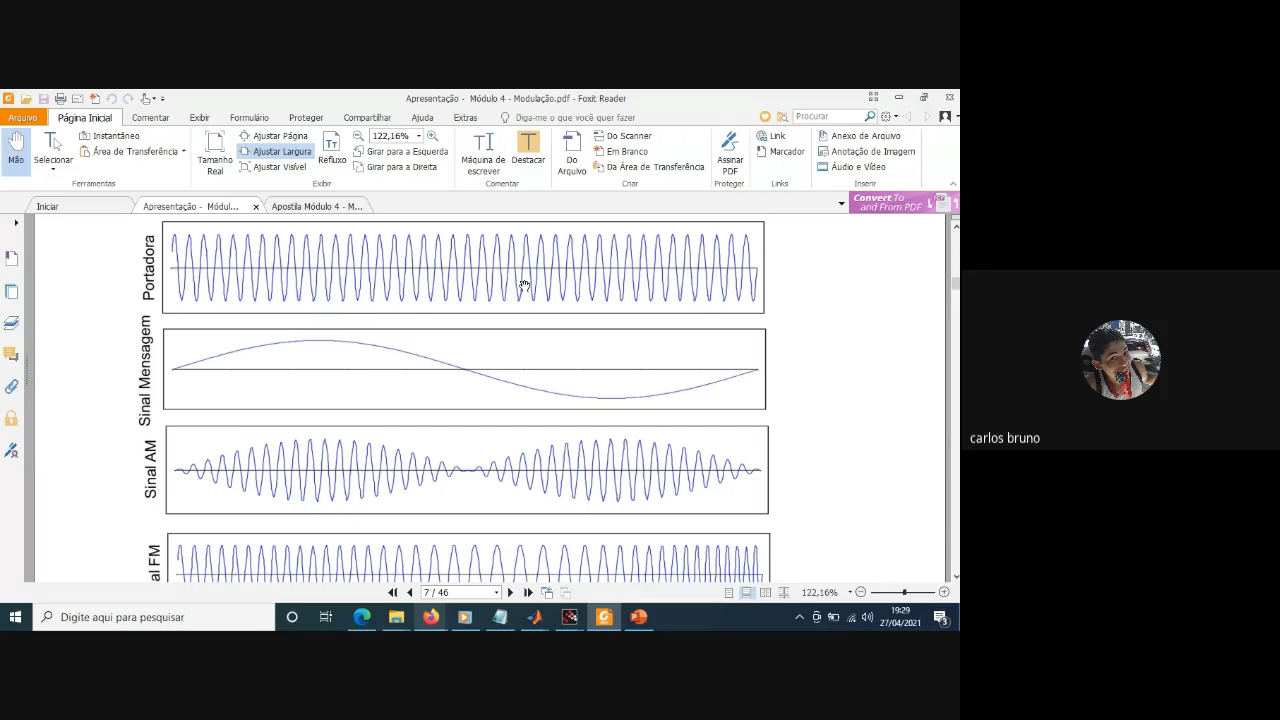 Apresentação - Módulo 4 - Modulação.pdf - Foxit Reader
Arquivo Página Inicial Comentar Exibir Formulário Proteger Compartilhar Ajuda Extras Diga-me o que você quer fazer Procurar
Mão
Selecionar
Instantâneo
Área de Transferência
Ferramentas
Tamanho Real
Ajustar Página
Ajustar Largura
Ajustar Visível
Refluxo
122,16%
Girar para a Esquerda
Girar para a Direita
Exibir
Máquina de escrever
Destacar
Comentar
Do Arquivo
Do Scanner
Em Branco
Da Área de Transferência
Criar
Assinar PDF
Proteger
Link
Marcador
Links
Anexo de Arquivo
Anotação de Imagem
Áudio e Vídeo
Inserir
Iniciar
Apresentação - Módul...
Apostila Módulo 4 - M...
Convert To
and From PDF
Portadora
Sinal Mensagem
Sinal AM
al FM
carlos bruno
7 / 46
122,16%
Digite aqui para pesquisar
19:29
27/04/2021
3